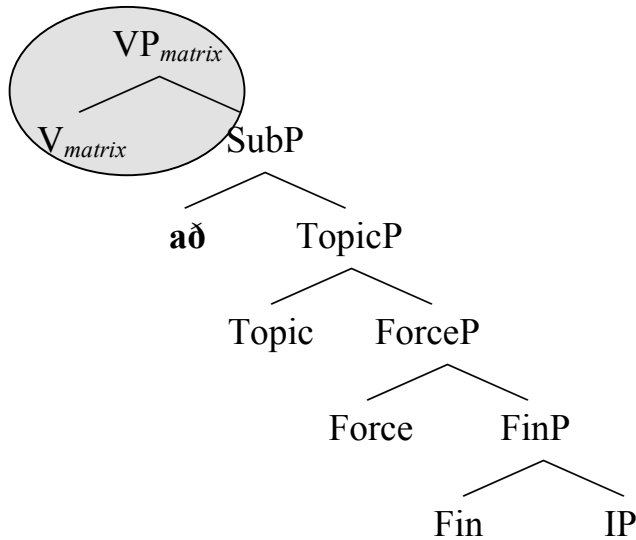 VPmatrix
Vmatrix SubP
að TopicP
Topic ForceP
Force FinP
Fin IP